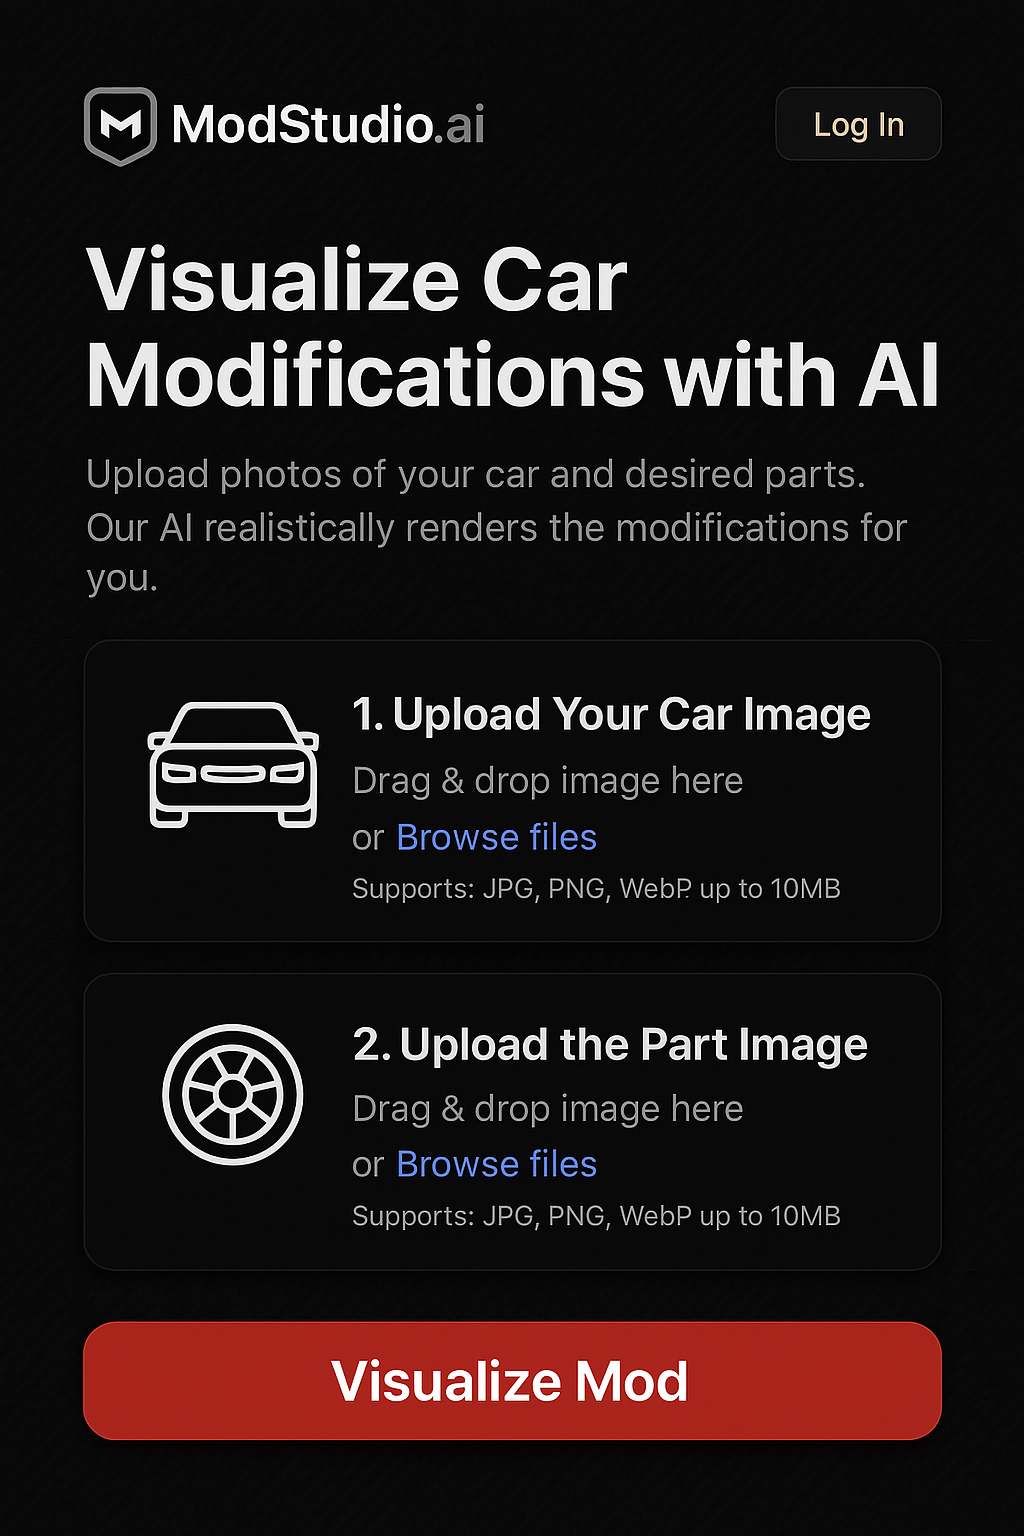 ModStudio.ai
Log In
Visualize Car
Modifications with AI
Upload photos of your car and desired parts.
Our AI realistically renders the modifications for
you.
1. Upload Your Car Image
Drag & drop image here
or Browse files
Supports: JPG, PNG, WebP. up to 10MB
2. Upload the Part Image
Drag & drop image here
or Browse files
Supports: JPG, PNG, WebP up to 10MB
Visualize Mod